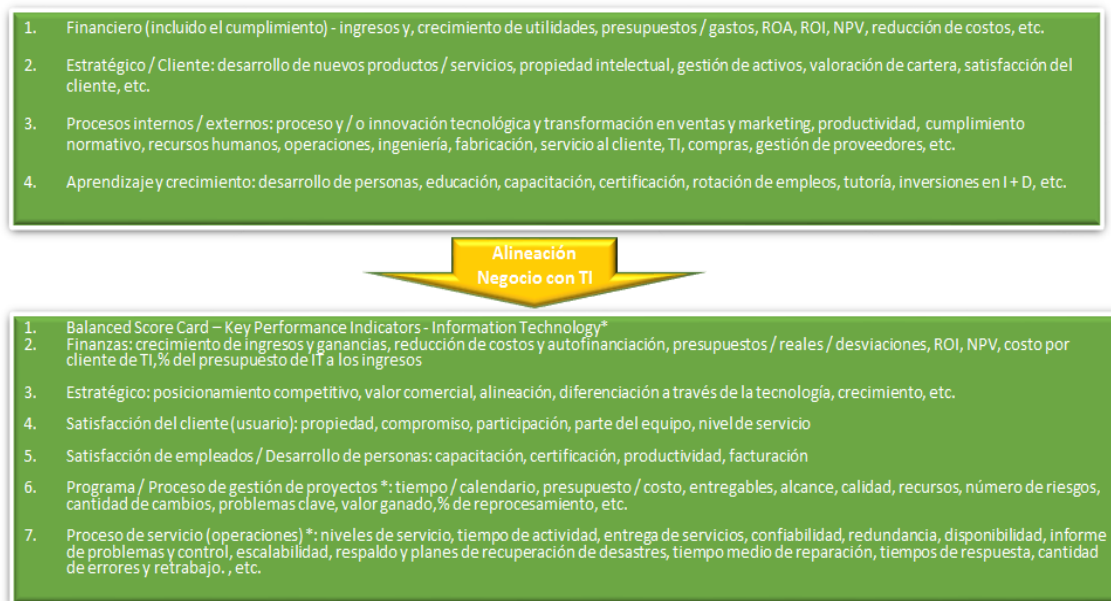 1. Financiero (incluido el cumplimiento) - ingresos y, crecimiento de utilidades, presupuestos / gastos, ROA, ROI, NPV, reducción de costos, etc.
2. Estratégico / Cliente: desarrollo de nuevos productos / servicios, propiedad intelectual, gestión de activos, valoración de cartera, satisfacción del
cliente, etc.
3. Procesos internos / externos: proceso y / o innovación tecnológica y transformación en ventas y marketing, productividad, cumplimiento
normativo, recursos humanos, operaciones, ingeniería, fabricación, servicio al cliente, TI, compras, gestión de proveedores, etc.
4. Aprendizaje y crecimiento: desarrollo de personas, educación, capacitación, certificación, rotación de empleos, tutoría, inversiones en I + D, etc.
Alineación
Negocio con TI
1. Balanced Score Card – Key Performance Indicators - Information Technology*
2. Finanzas: crecimiento de ingresos y ganancias, reducción de costos y autofinanciación, presupuestos / reales / desviaciones, ROI, NPV, costo por
cliente de TI,% del presupuesto de IT a los ingresos
3. Estratégico: posicionamiento competitivo, valor comercial, alineación, diferenciación a través de la tecnología, crecimiento, etc.
4. Satisfacción del cliente (usuario): propiedad, compromiso, participación, parte del equipo, nivel de servicio
5. Satisfacción de empleados / Desarrollo de personas: capacitación, certificación, productividad, facturación
6. Programa / Proceso de gestión de proyectos *: tiempo / calendario, presupuesto / costo, entregables, alcance, calidad, recursos, número de riesgos,
cantidad de cambios, problemas clave, valor ganado,% de reprocesamiento, etc.
7. Proceso de servicio (operaciones) *: niveles de servicio, tiempo de actividad, entrega de servicios, confiabilidad, redundancia, disponibilidad, informe
de problemas y control, escalabilidad, respaldo y planes de recuperación de desastres, tiempo medio de reparación, tiempos de respuesta, cantidad
de errores y retrabajo. , etc.